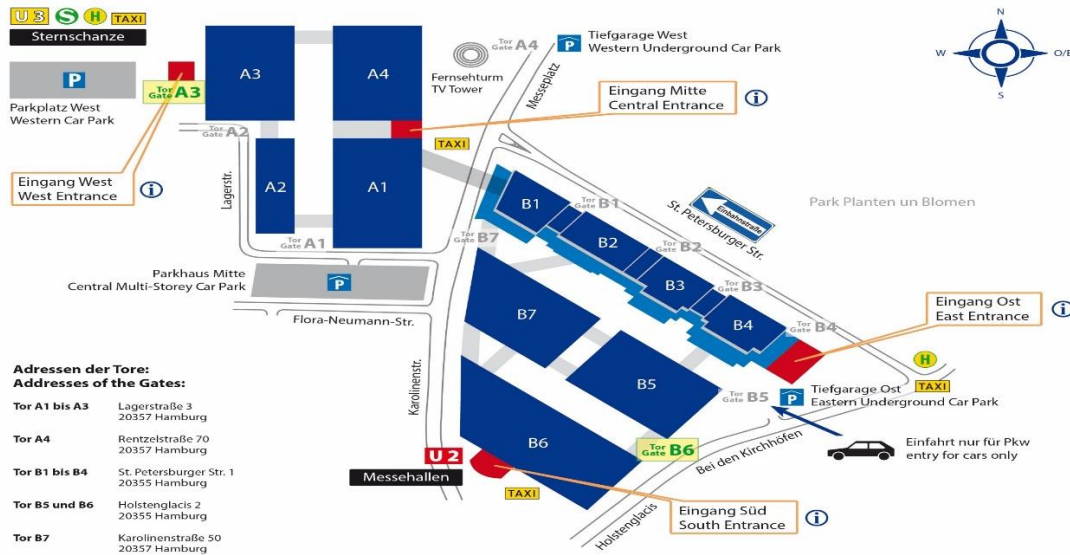 U3 S H TAXI
Sternschanze
P
Parkplatz West
Western Car Park
Tor
Gate A3
A3
A4
Tor
Gate A2
A2
A1
Eingang West
West Entrance
i
Lagerstr.
Tor
Gate A1
Fernsehturm
TV Tower
Tor
Gate A4
Messeplatz
P
Tiefgarage West
Western Underground Car Park
Eingang Mitte
Central Entrance
i
TAXI
N
W
O/E
S
Parkhaus Mitte
Central Multi-Storey Car Park
P
Flora-Neumann-Str.
Karolinenstr.
B1
Tor
Gate B1
B2
Tor
Gate B2
B3
Tor
Gate B3
B4
Tor
Gate B4
Einbahnstraße
St. Petersburger Str.
Park Planten un Blomen
Tor
Gate B7
B7
B5
B6
Eingang Ost
East Entrance
i
H
TAXI
Tor
Gate B5
P
Tiefgarage Ost
Eastern Underground Car Park
Tor
Gate B6
Bei den Kirchhöfen
Einfahrt nur für Pkw
entry for cars only
U2
Messehallen
TAXI
Holstenglacis
Eingang Süd
South Entrance
i
Adressen der Tore:
Addresses of the Gates:
Tor A1 bis A3 Lagerstraße 3
20357 Hamburg
Tor A4 Rentzelstraße 70
20357 Hamburg
Tor B1 bis B4 St. Petersburger Str. 1
20355 Hamburg
Tor B5 und B6 Holstenglacis 2
20355 Hamburg
Tor B7 Karolinenstraße 50
20357 Hamburg